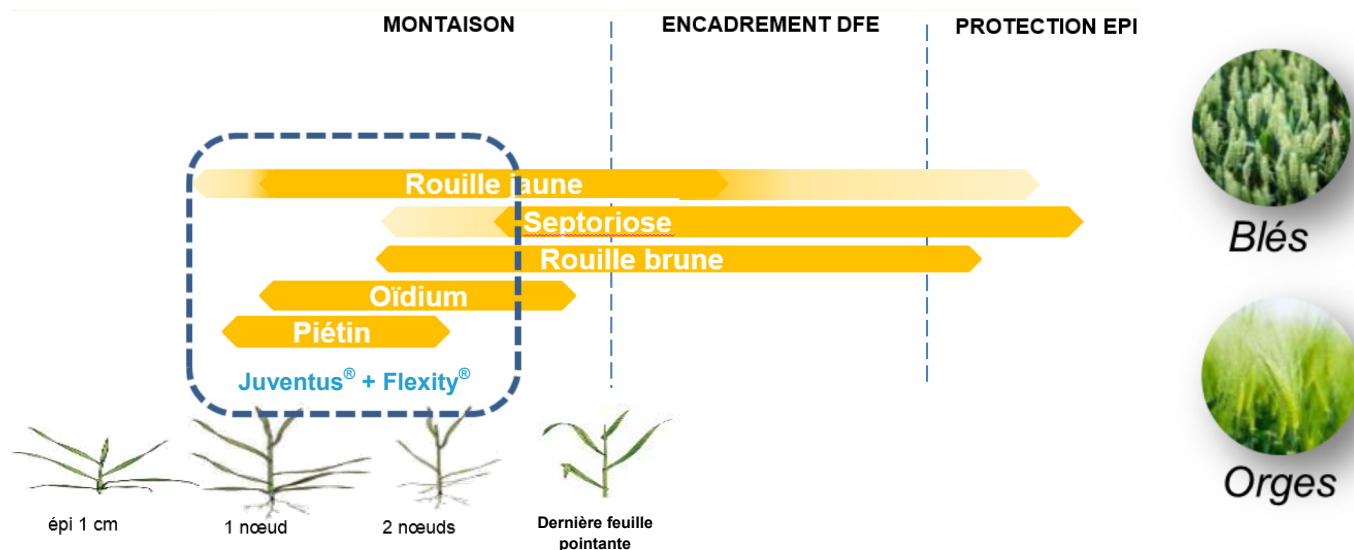 MONTAISON
ENCADREMENT DFE
PROTECTION EPI
Rouille jaune
Septoriose
Rouille brune
Oïdium
Piétin
Juventus® + Flexity®
Blés
Orges
épi 1 cm
1 nœud
2 nœuds
Dernière feuille
pointante